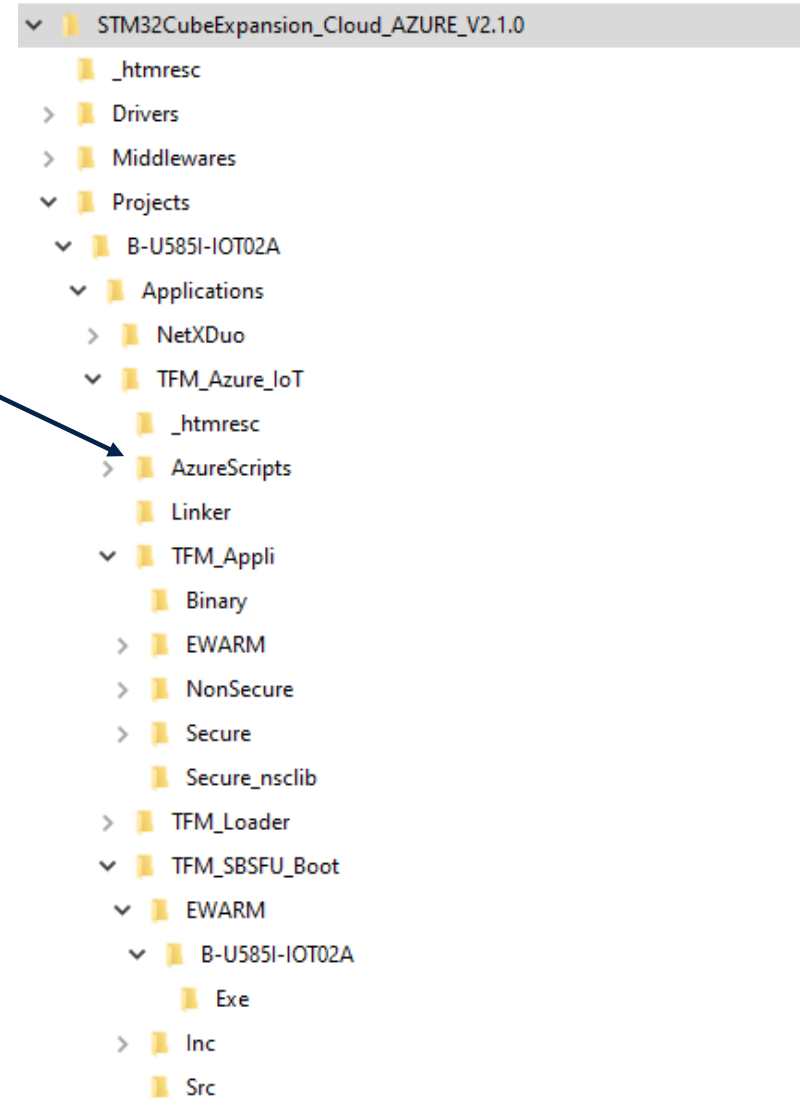 STM32CubeExpansion_Cloud_AZURE_V2.1.0
_htmresc
Drivers
Middlewares
Projects
B-U585I-IOT02A
Applications
NetXDuo
TFM_Azure_IoT
_htmresc
AzureScripts
Linker
TFM_Appli
Binary
EWARM
NonSecure
Secure
Secure_nsclib
TFM_Loader
TFM_SBSFU_Boot
EWARM
B-U585I-IOT02A
Exe
Inc
Src